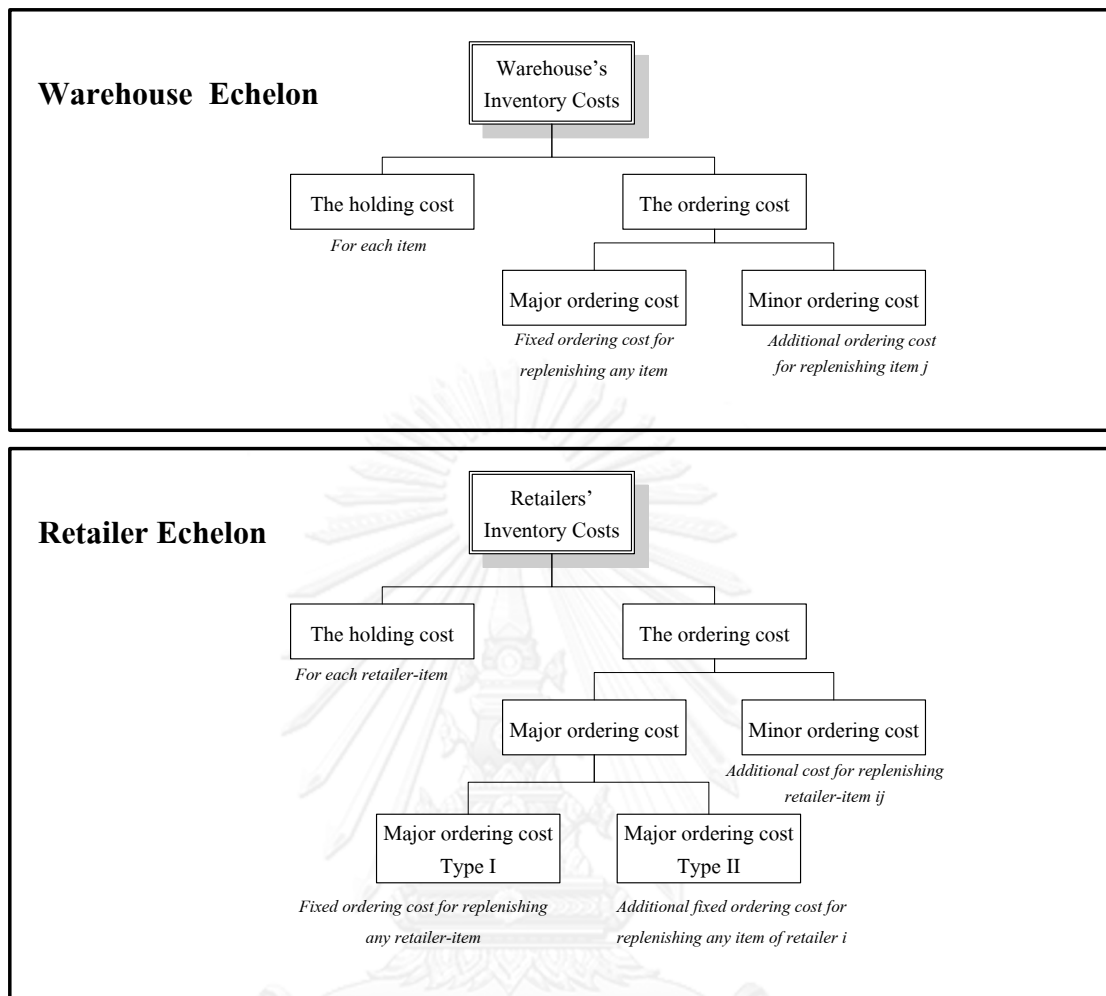 Warehouse Echelon
Warehouse’s
Inventory Costs
The holding cost
For each item
The ordering cost
Major ordering cost
Fixed ordering cost for
replenishing any item
Minor ordering cost
Additional ordering cost
for replenishing item j
Retailer Echelon
Retailers’
Inventory Costs
The holding cost
For each retailer-item
The ordering cost
Major ordering cost
Minor ordering cost
Additional cost for replenishing
retailer-item ij
Major ordering cost
Type I
Fixed ordering cost for replenishing
any retailer-item
Major ordering cost
Type II
Additional fixed ordering cost for
replenishing any item of retailer i